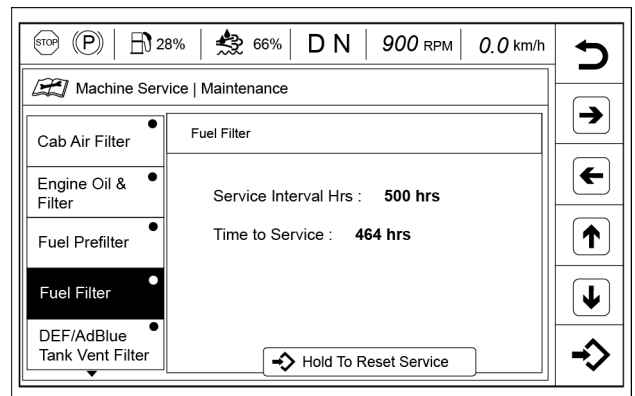 STOP (P) 28% 66% D N 900 RPM 0.0 km/h
Machine Service | Maintenance
Cab Air Filter
Engine Oil &
Filter
Fuel Prefilter
Fuel Filter
DEF/AdBlue
Tank Vent Filter
Fuel Filter
Service Interval Hrs : 500 hrs
Time to Service : 464 hrs
Hold To Reset Service